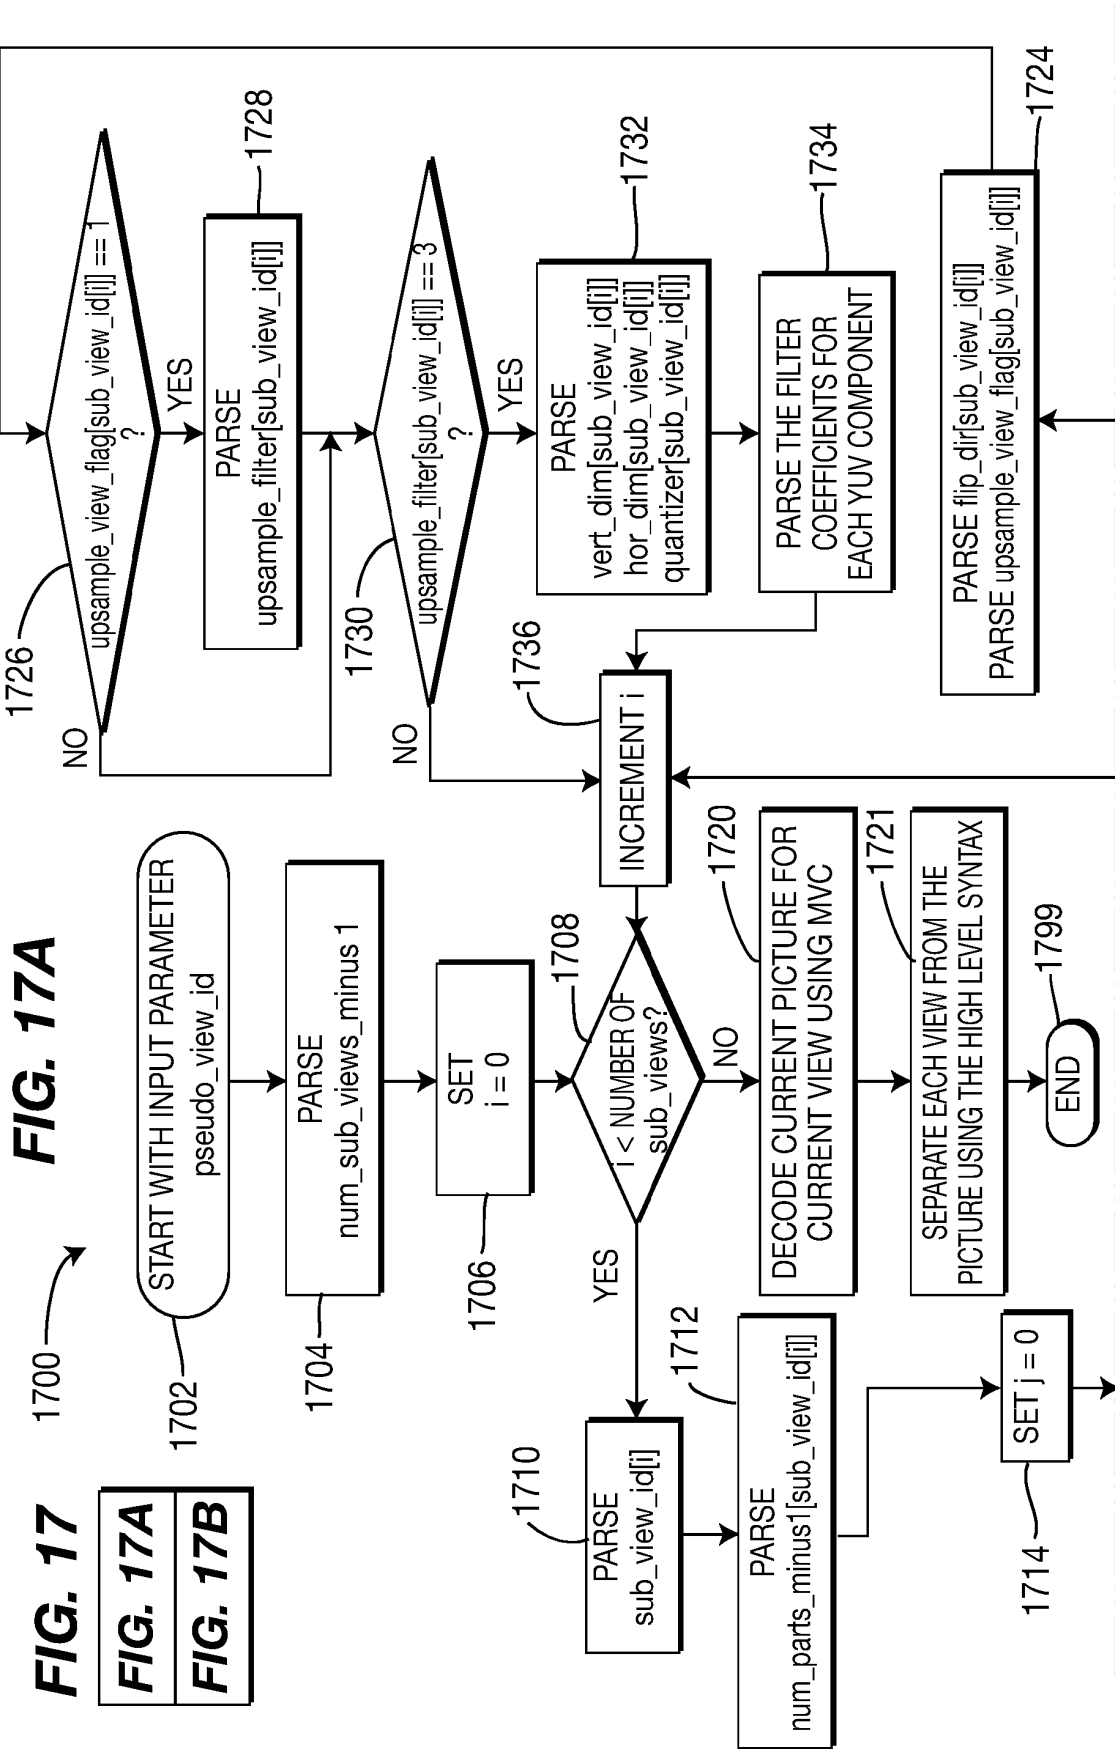 FIG. 17
FIG. 17A
FIG. 17B
FIG. 17A
1700
1702
START WITH INPUT PARAMETER
pseudo_view_id
1704
PARSE
num_sub_views_minus 1
1706
SET
i = 0
1708
i < NUMBER OF
sub_views?
YES
NO
1710
PARSE
sub_view_id[i]
1712
PARSE
num_parts_minus1[sub_view_id[i]]
1714
SET j = 0
1720
DECODE CURRENT PICTURE FOR
CURRENT VIEW USING MVC
1721
SEPARATE EACH VIEW FROM THE
PICTURE USING THE HIGH LEVEL SYNTAX
1799
END
1726
upsample_view_flag[sub_view_id[i]] == 1
?
NO
YES
1728
PARSE
upsample_filter[sub_view_id[i]]
1730
upsample_filter[sub_view_id[i]] == 3
?
NO
YES
1732
PARSE
vert_dim[sub_view_id[i]]
hor_dim[sub_view_id[i]]
quantizer[sub_view_id[i]]
1734
PARSE THE FILTER
COEFFICIENTS FOR
EACH YUV COMPONENT
1736
INCREMENT i
1724
PARSE flip_dir[sub_view_id[i]]
PARSE upsample_view_flag[sub_view_id[i]]